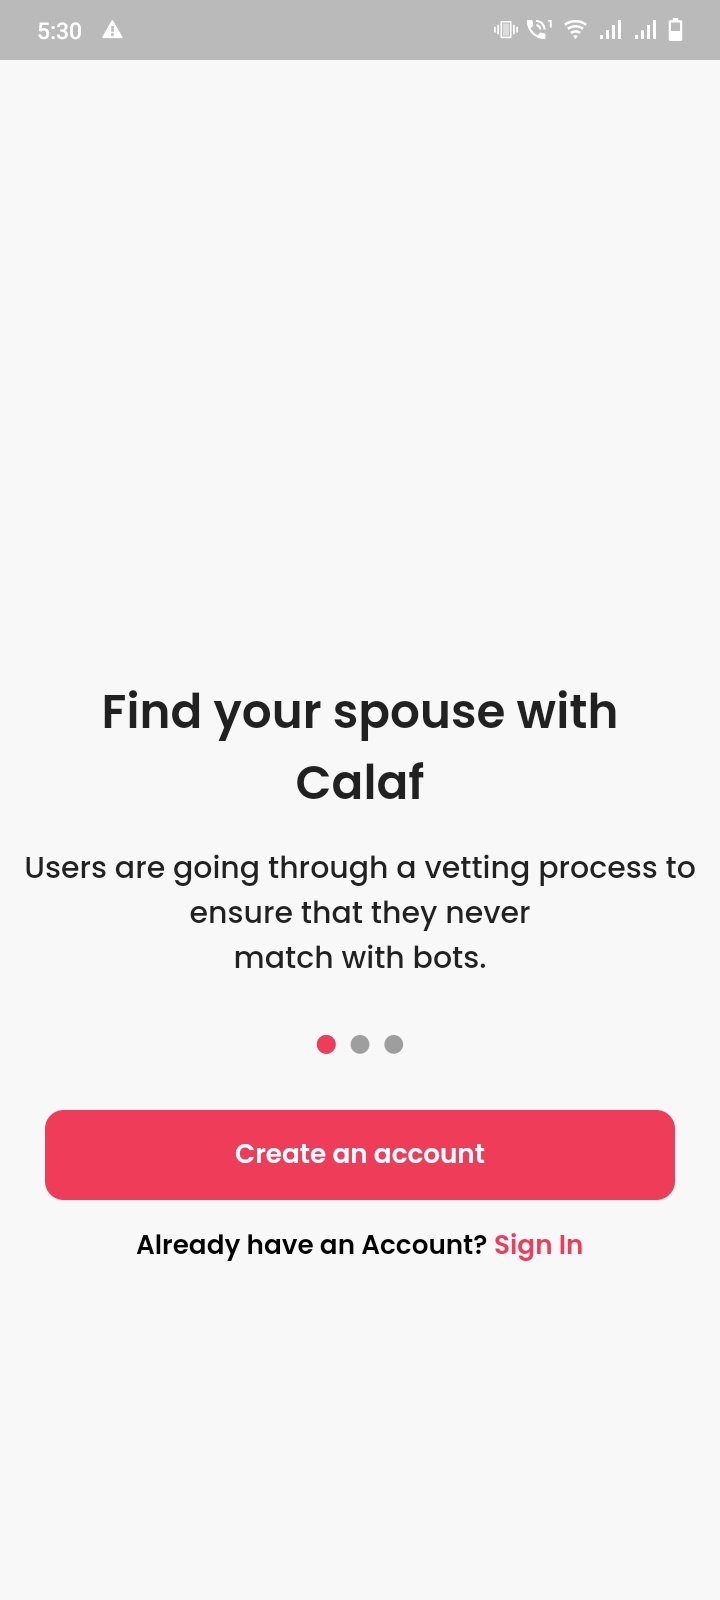 5:30
Find your spouse with
Calaf
Users are going through a vetting process to
ensure that they never
match with bots.
Create an account
Already have an Account? Sign In